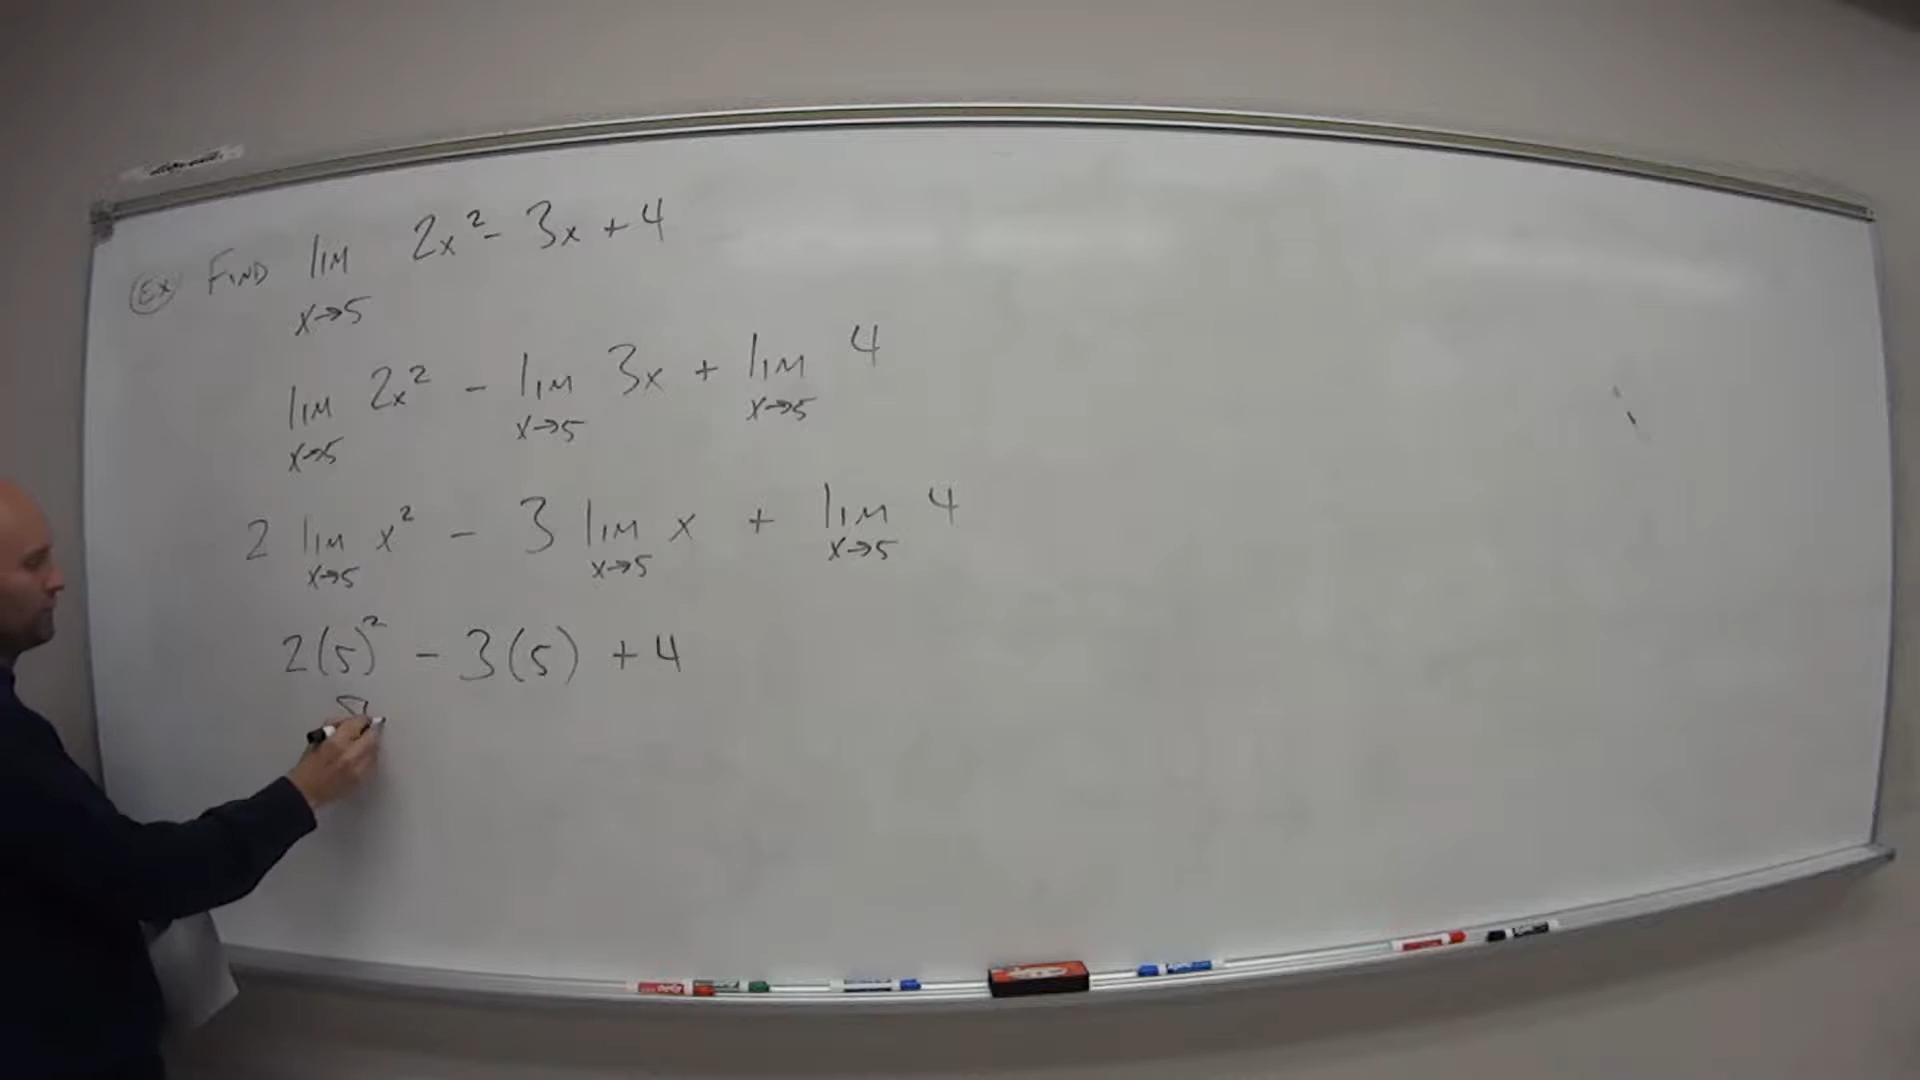 Ex FIND lim 2x² - 3x + 4
x→5
lim 2x² - lim 3x + lim 4
x→5 x→5 x→5
2 lim x² - 3 lim x + lim 4
x→5 x→5 x→5
2(5)² - 3(5) + 4